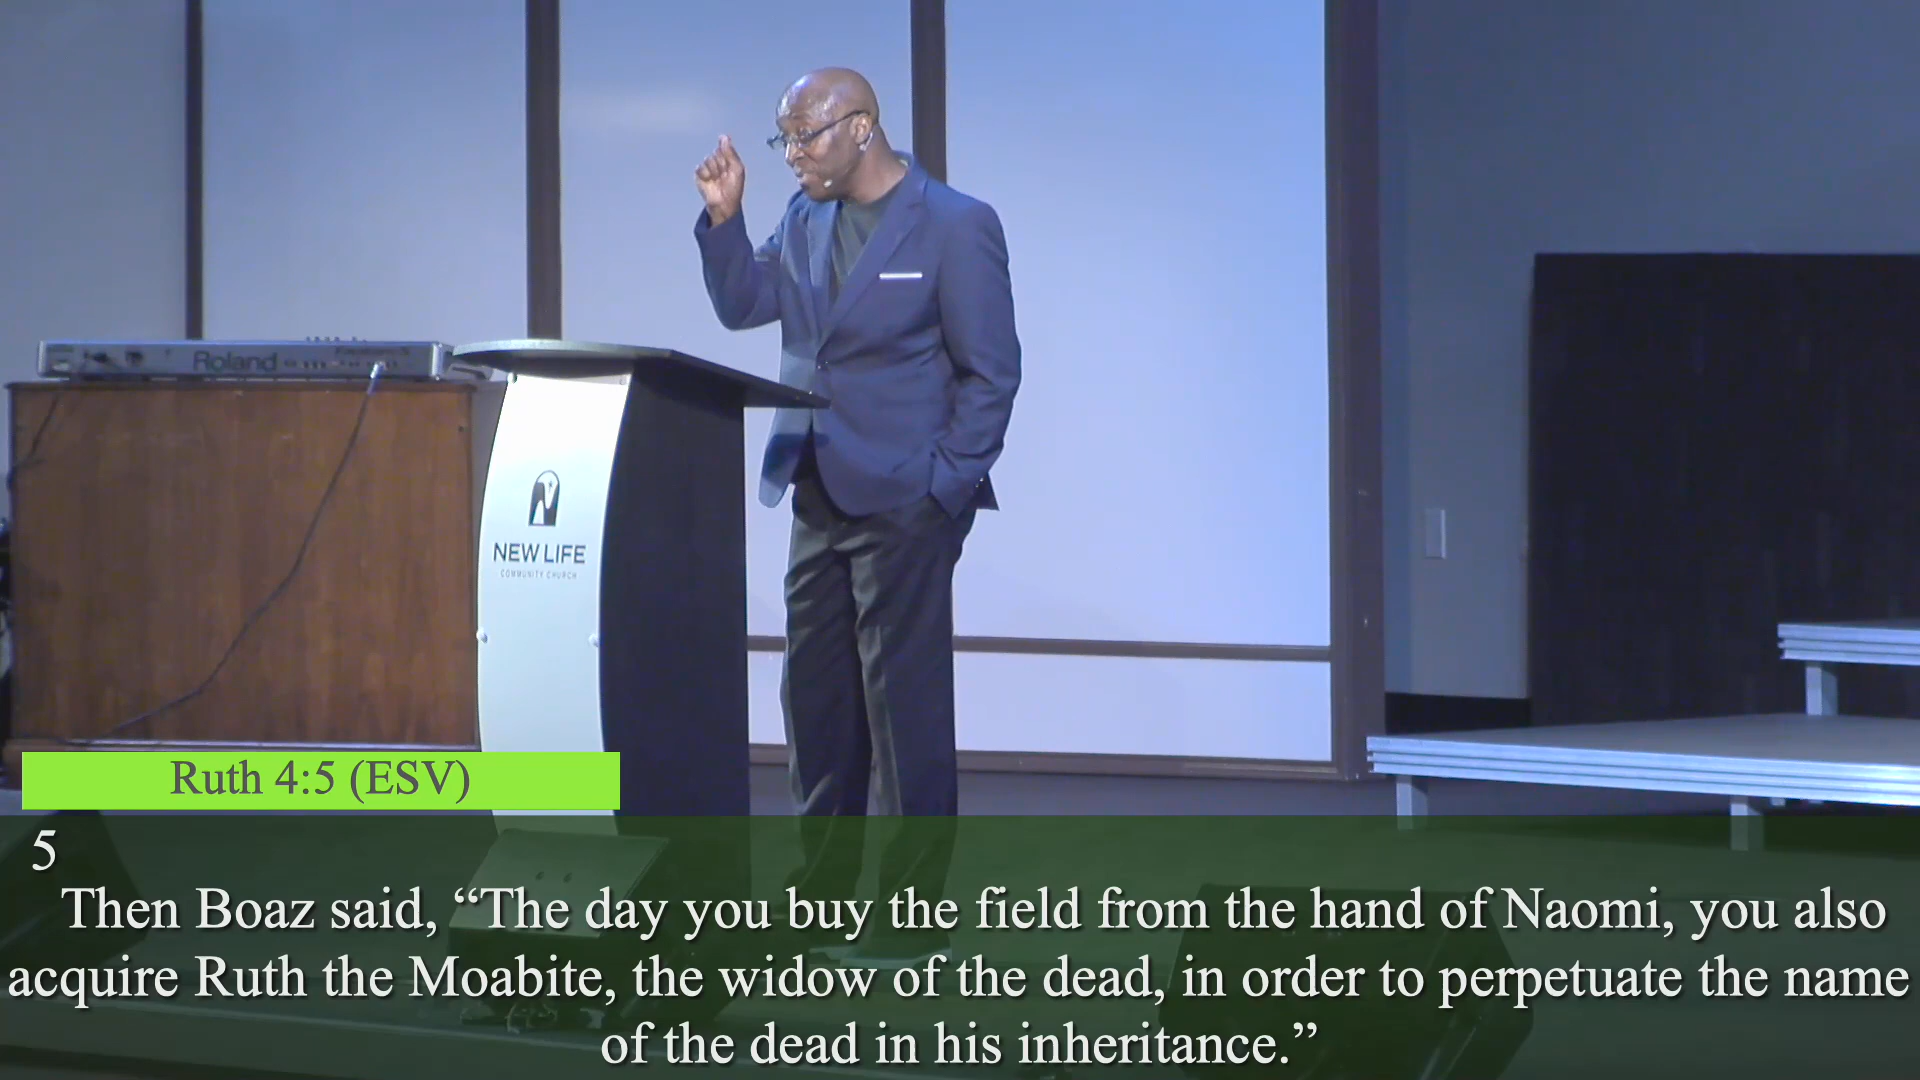 Roland
NEW LIFE
COMMUNITY CHURCH
Ruth 4:5 (ESV)
5
Then Boaz said, “The day you buy the field from the hand of Naomi, you also
acquire Ruth the Moabite, the widow of the dead, in order to perpetuate the name
of the dead in his inheritance.”